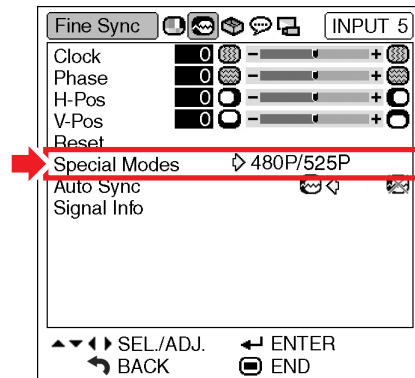 Fine Sync INPUT 5
Clock 0 - +
Phase 0 - +
H-Pos 0 - +
V-Pos 0 - +
Reset
Special Modes 480P/525P
Auto Sync
Signal Info
SEL./ADJ. ENTER
BACK END